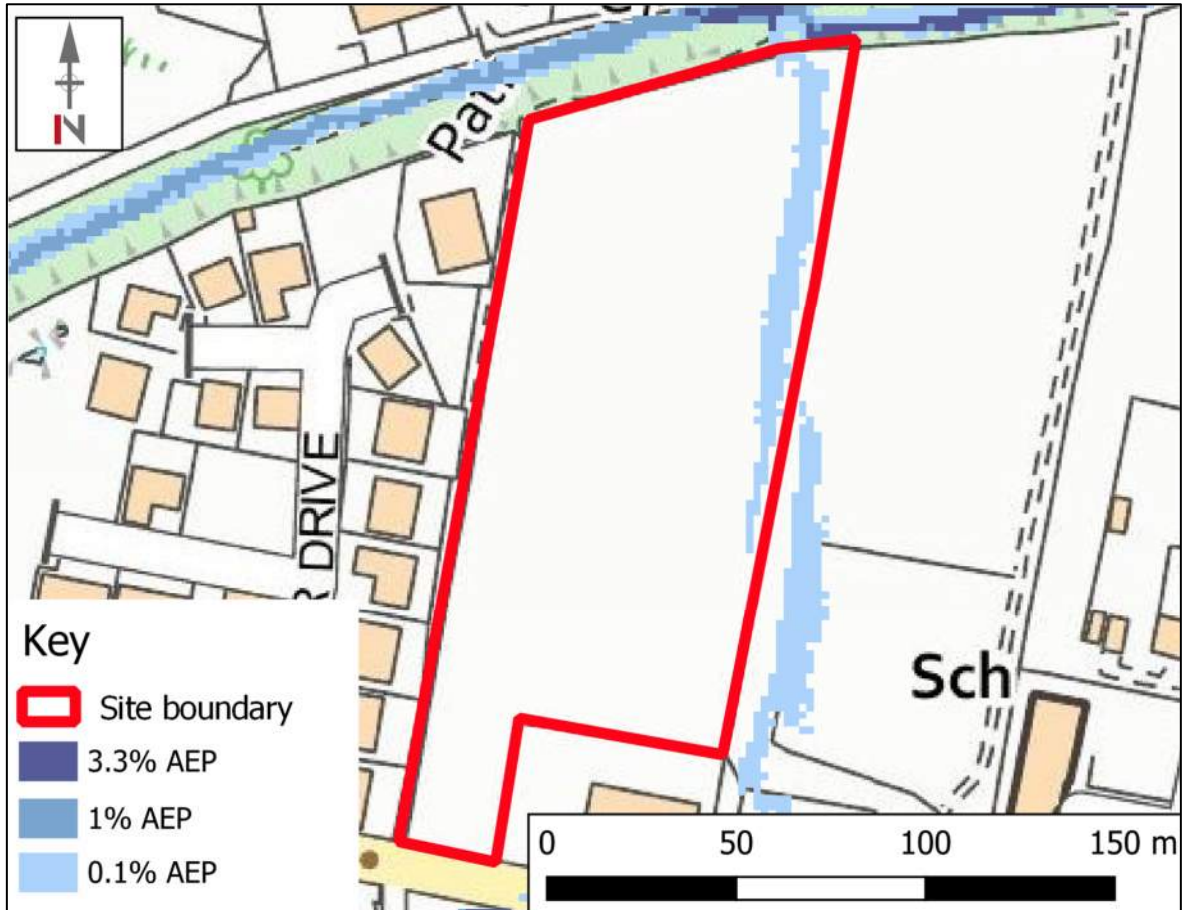 N
Pat
R DRIVE
Sch
Key
Site boundary
3.3% AEP
1% AEP
0.1% AEP
0 50 100 150 m